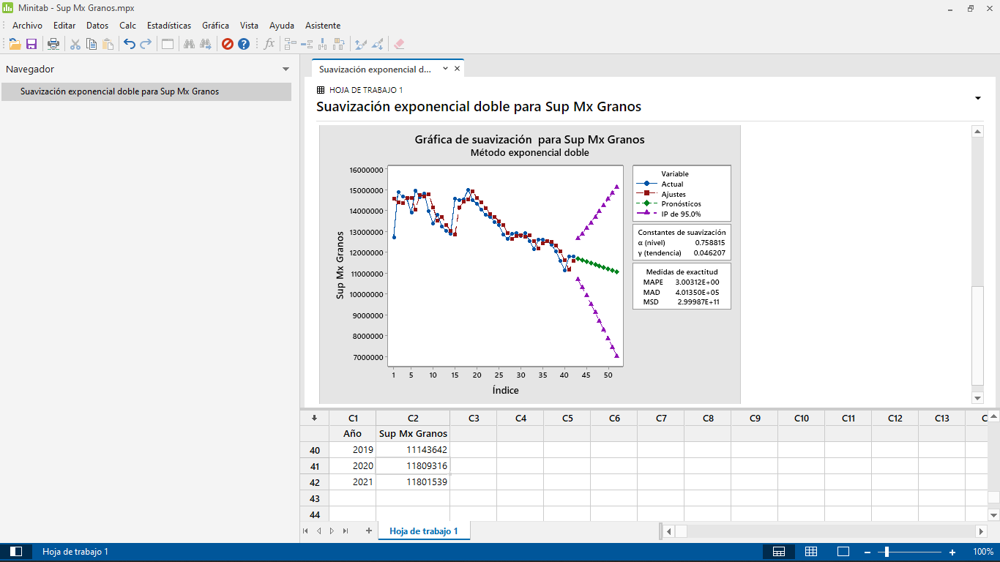 Minitab - Sup Mx Granos.mpx
Archivo Editar Datos Calc Estadísticas Gráfica Vista Ayuda Asistente
Navegador
Suavización exponencial doble para Sup Mx Granos
Suavización exponencial d...
HOJA DE TRABAJO 1
Suavización exponencial doble para Sup Mx Granos
Gráfica de suavización para Sup Mx Granos
Método exponencial doble
Sup Mx Granos
16000000
15000000
14000000
13000000
12000000
11000000
10000000
9000000
8000000
7000000
1 5 10 15 20 25 30 35 40 45 50
Índice
Variable
Actual
Ajustes
Pronósticos
IP de 95.0%
Constantes de suavización
α (nivel) 0.758815
γ (tendencia) 0.046207
Medidas de exactitud
MAPE 3.00312E+00
MAD 4.01350E+05
MSD 2.99987E+11
C1 C2 C3 C4 C5 C6 C7 C8 C9 C10 C11 C12 C13 C
Año Sup Mx Granos
40 2019 11143642
41 2020 11809316
42 2021 11801539
43
44
Hoja de trabajo 1
Hoja de trabajo 1
100%